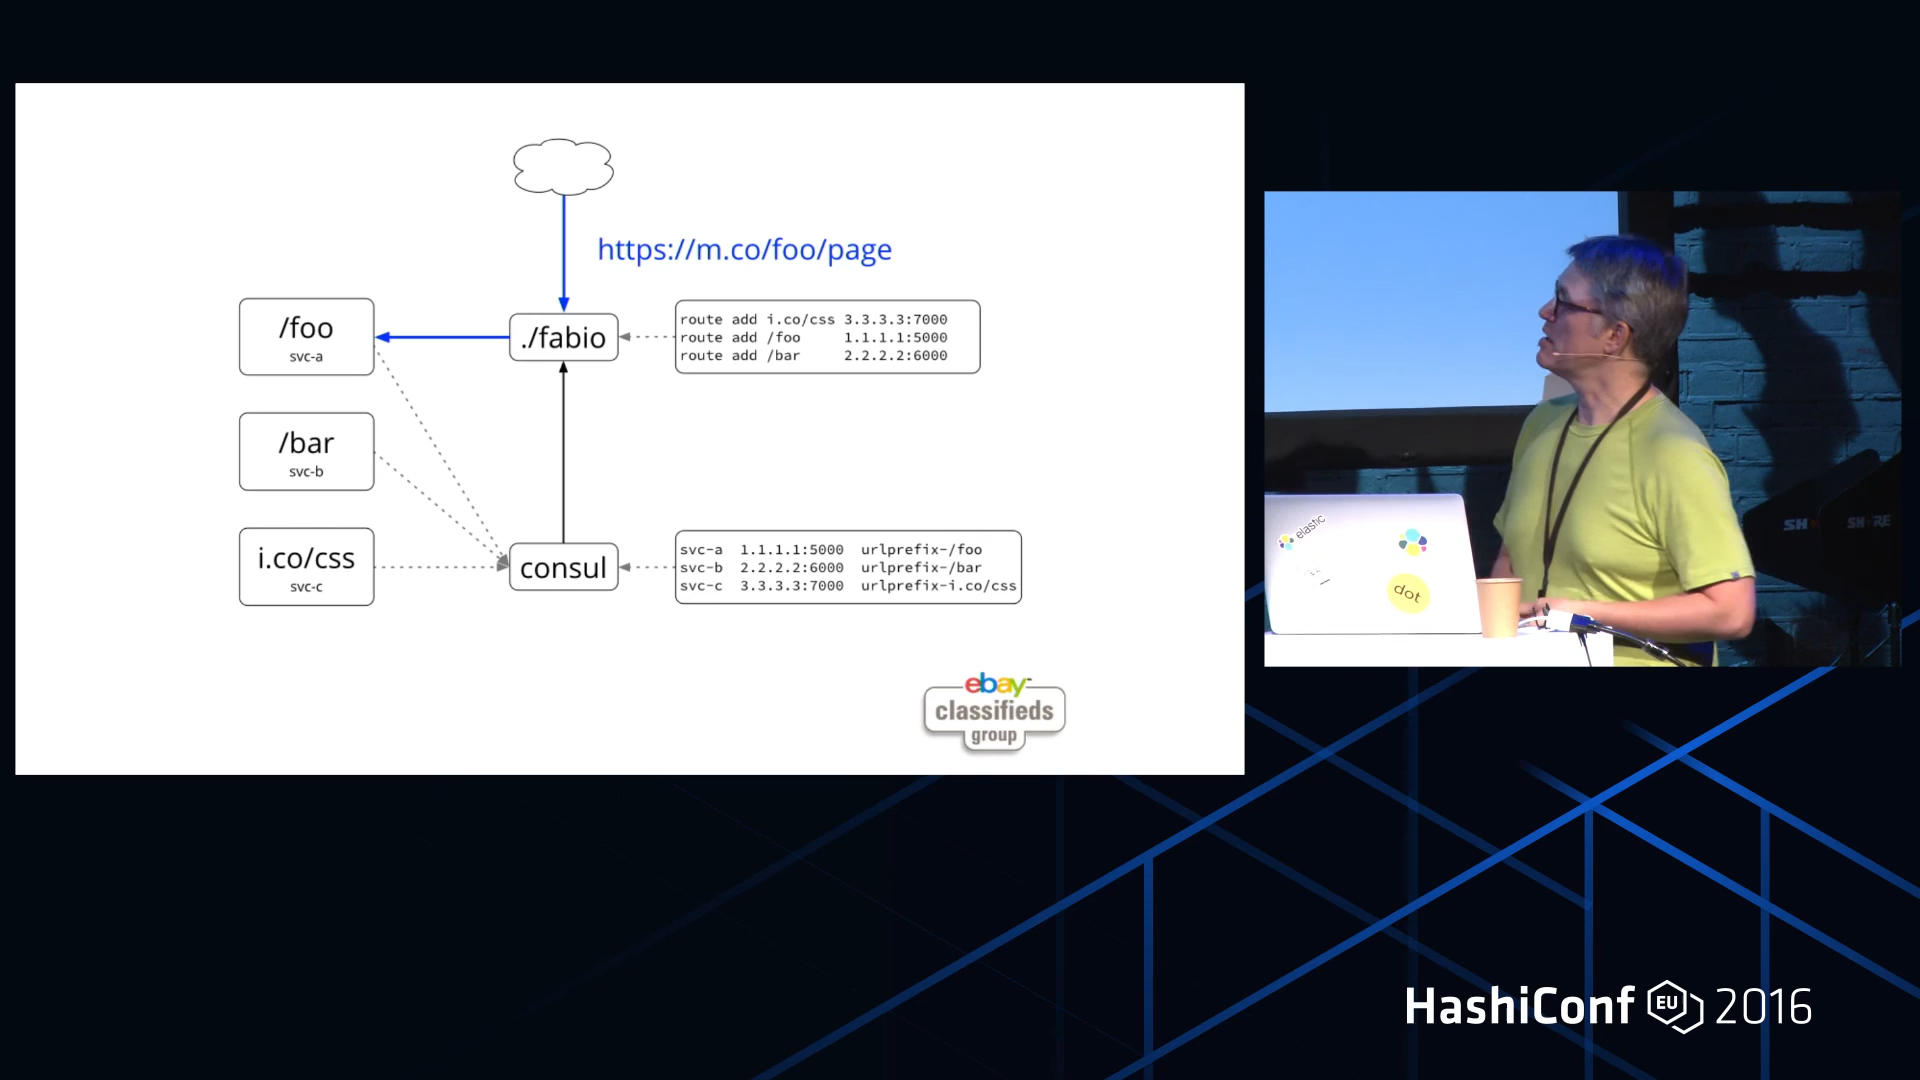 https://m.co/foo/page
/foo
svc-a
./fabio
route add i.co/css 3.3.3.3:7000
route add /foo 1.1.1.1:5000
route add /bar 2.2.2.2:6000
/bar
svc-b
i.co/css
svc-c
consul
svc-a 1.1.1.1:5000 urlprefix-/foo
svc-b 2.2.2.2:6000 urlprefix-/bar
svc-c 3.3.3.3:7000 urlprefix-i.co/css
ebay
classifieds
group
elastic
dot
HashiConf EU 2016